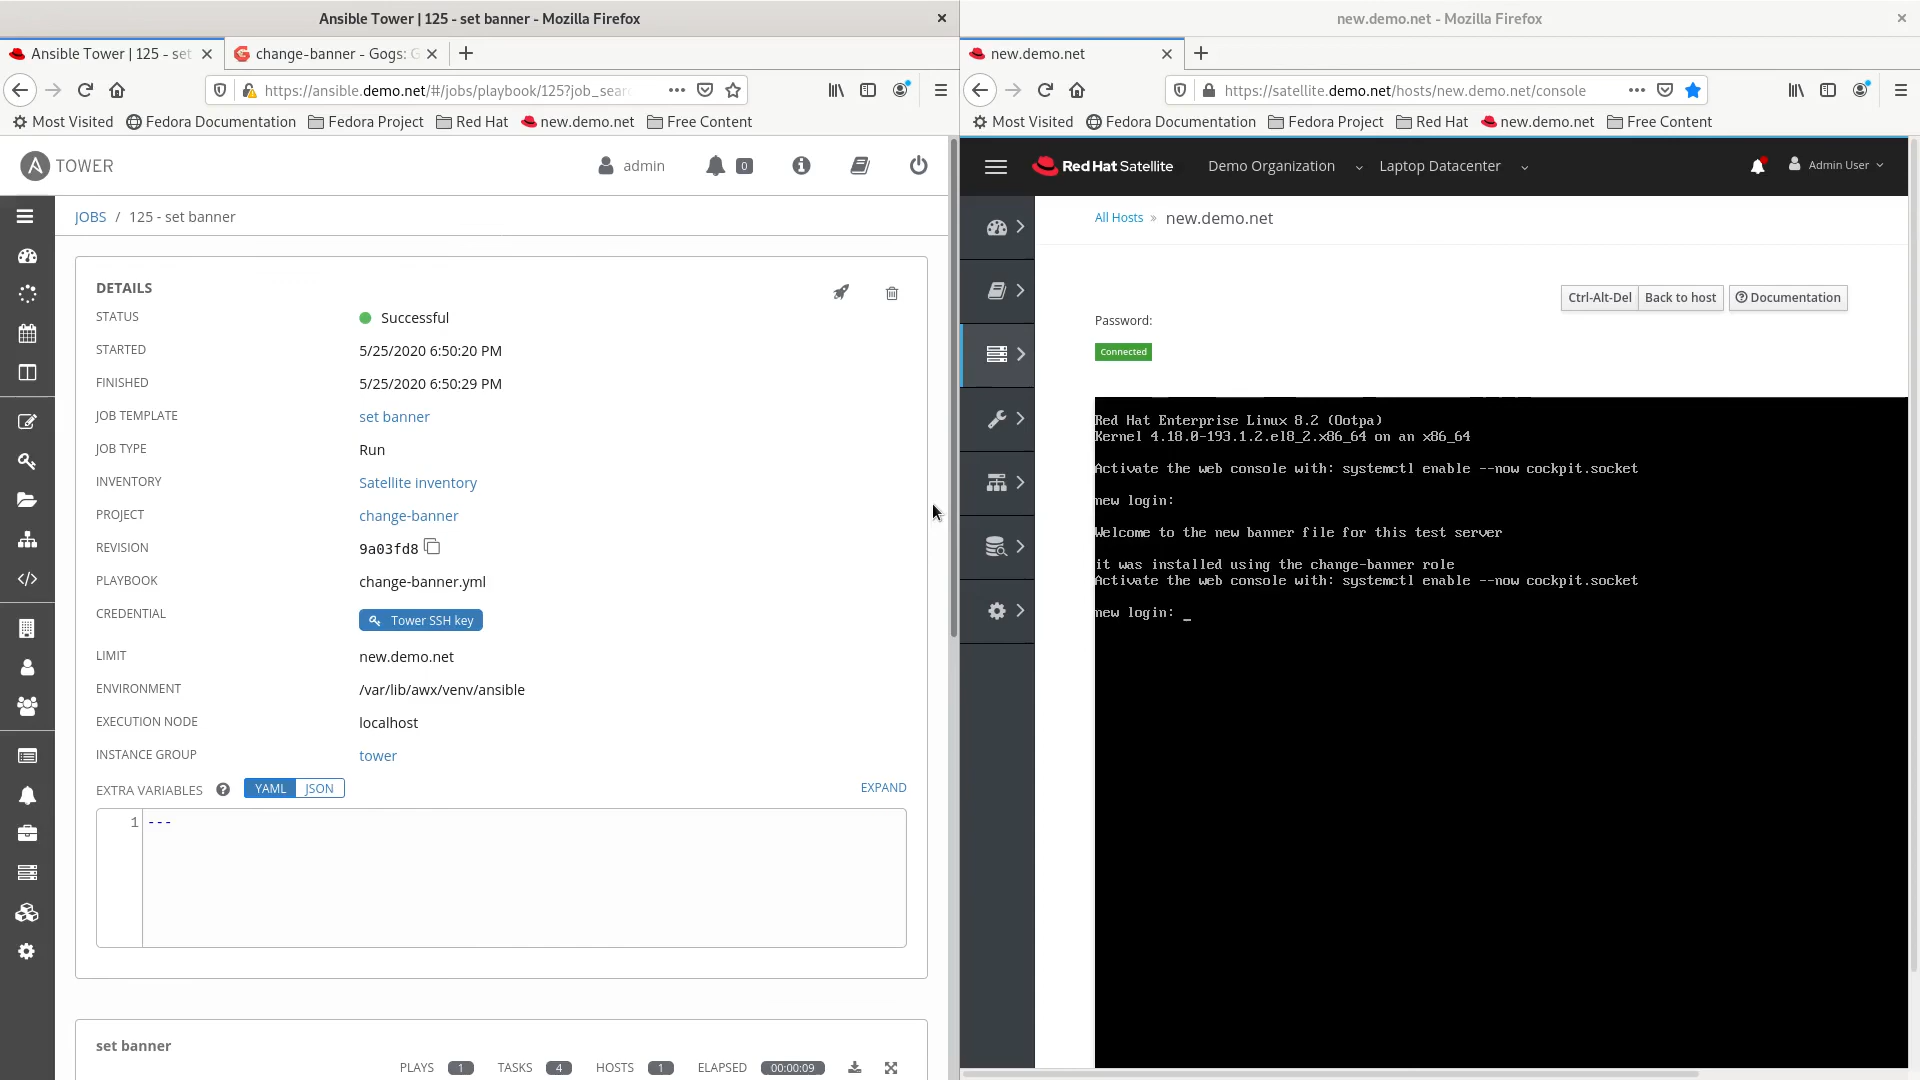 Ansible Tower | 125 - set banner - Mozilla Firefox
Ansible Tower | 125 - set
change-banner - Gogs: G
https://ansible.demo.net/#/jobs/playbook/125?job_sear
Most Visited
Fedora Documentation
Fedora Project
Red Hat
new.demo.net
Free Content
TOWER
admin
0
JOBS / 125 - set banner
DETAILS
STATUS Successful
STARTED 5/25/2020 6:50:20 PM
FINISHED 5/25/2020 6:50:29 PM
JOB TEMPLATE set banner
JOB TYPE Run
INVENTORY Satellite inventory
PROJECT change-banner
REVISION 9a03fd8
PLAYBOOK change-banner.yml
CREDENTIAL Tower SSH key
LIMIT new.demo.net
ENVIRONMENT /var/lib/awx/venv/ansible
EXECUTION NODE localhost
INSTANCE GROUP tower
EXTRA VARIABLES ? YAML JSON EXPAND
1 ---
set banner
PLAYS 1 TASKS 4 HOSTS 1 ELAPSED 00:00:09
new.demo.net - Mozilla Firefox
new.demo.net
https://satellite.demo.net/hosts/new.demo.net/console
Most Visited
Fedora Documentation
Fedora Project
Red Hat
new.demo.net
Free Content
Red Hat Satellite
Demo Organization
Laptop Datacenter
Admin User
All Hosts » new.demo.net
Ctrl-Alt-Del
Back to host
Documentation
Password:
Connected
Red Hat Enterprise Linux 8.2 (Ootpa)
Kernel 4.18.0-193.1.2.el8_2.x86_64 on an x86_64
Activate the web console with: systemctl enable --now cockpit.socket
new login:
Welcome to the new banner file for this test server
it was installed using the change-banner role
Activate the web console with: systemctl enable --now cockpit.socket
new login: _